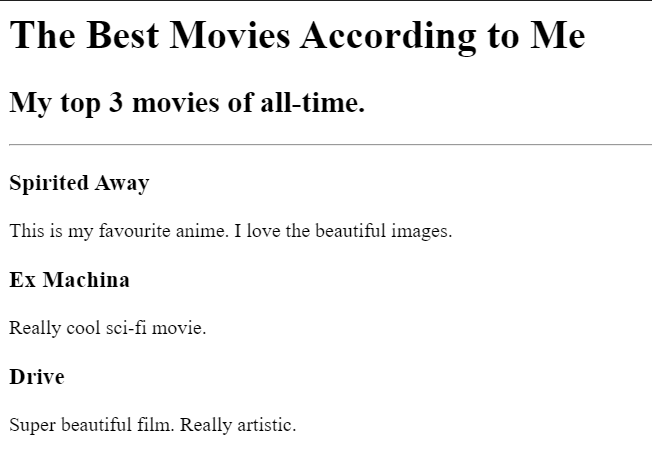 The Best Movies According to Me
My top 3 movies of all-time.
Spirited Away
This is my favourite anime. I love the beautiful images.
Ex Machina
Really cool sci-fi movie.
Drive
Super beautiful film. Really artistic.